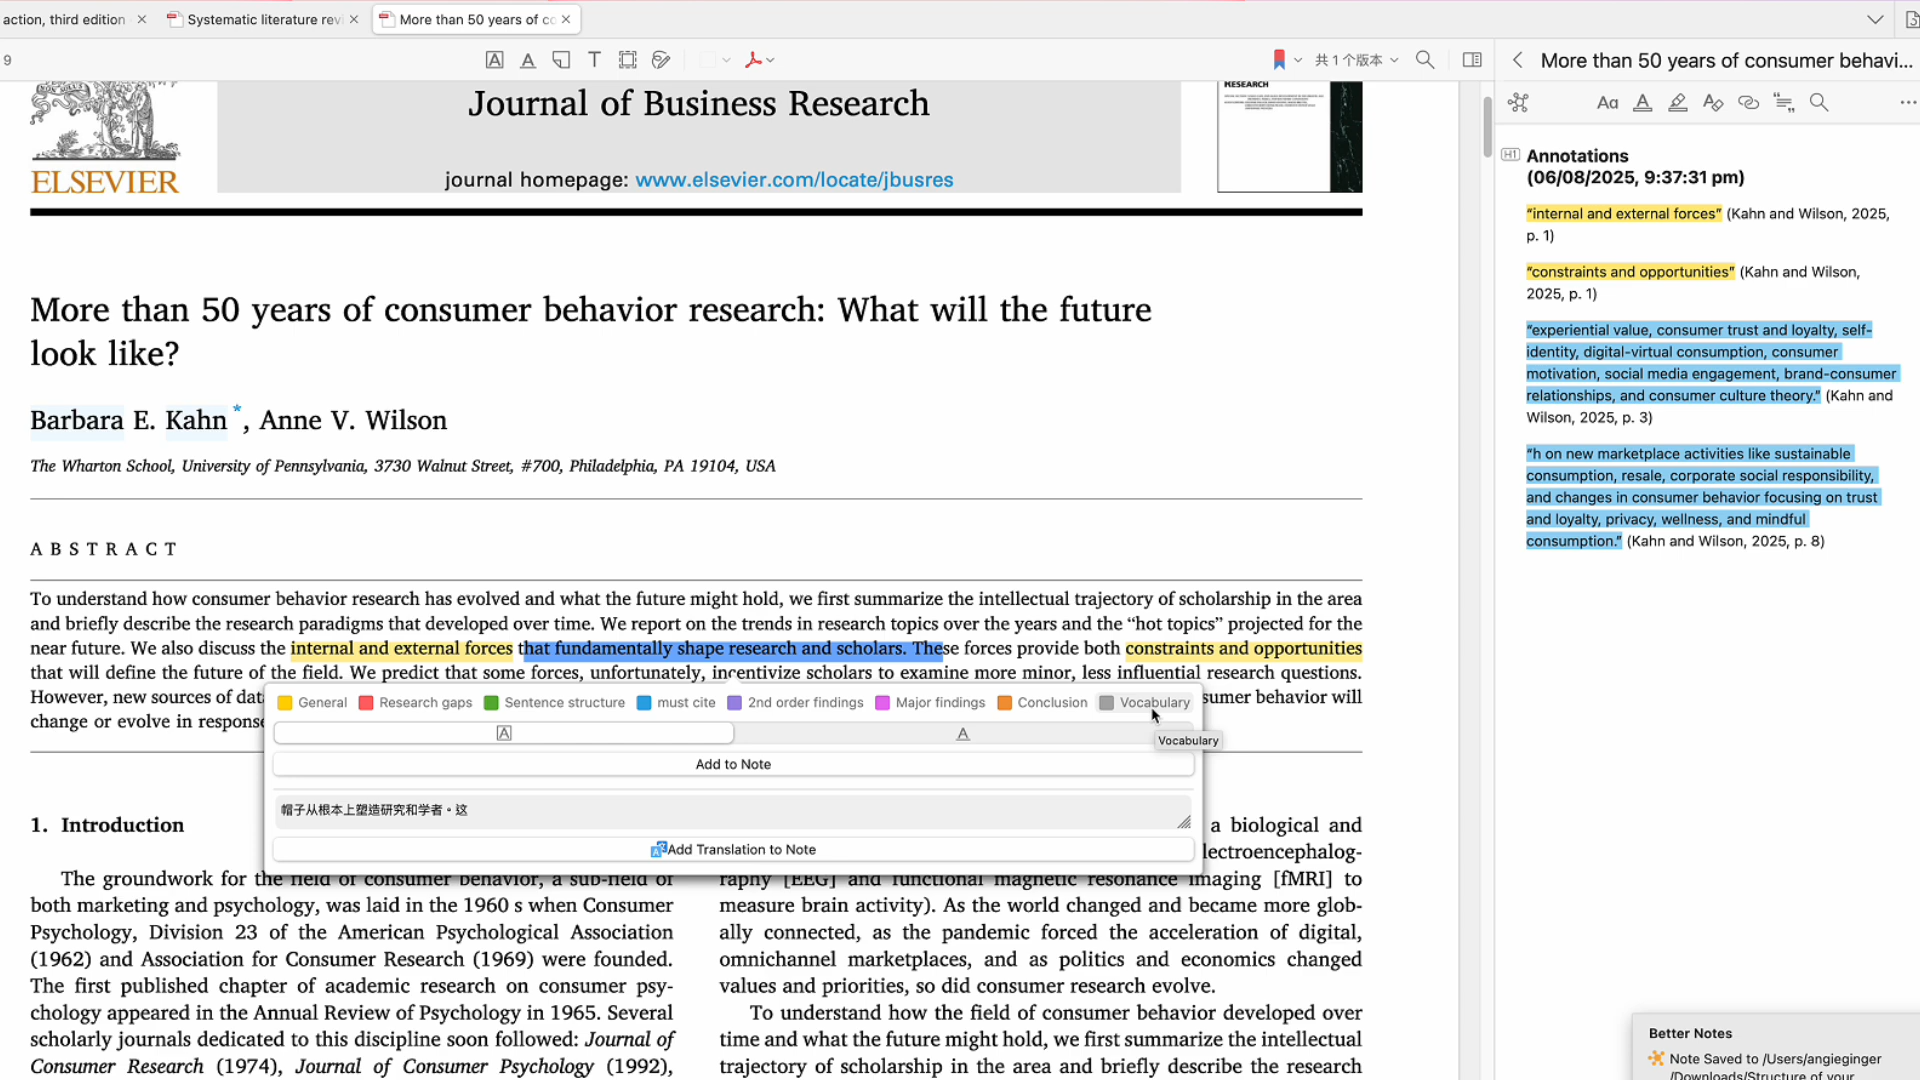 action, third edition
Systematic literature rev
More than 50 years of co
9
共 1 个版本
More than 50 years of consumer behavi...
Aa
Journal of Business Research
RESEARCH
ELSEVIER
journal homepage: www.elsevier.com/locate/jbusres
More than 50 years of consumer behavior research: What will the future
look like?
Barbara E. Kahn *, Anne V. Wilson
The Wharton School, University of Pennsylvania, 3730 Walnut Street, #700, Philadelphia, PA 19104, USA
ABSTRACT
To understand how consumer behavior research has evolved and what the future might hold, we first summarize the intellectual trajectory of scholarship in the area
and briefly describe the research paradigms that developed over time. We report on the trends in research topics over the years and the “hot topics” projected for the
near future. We also discuss the internal and external forces that fundamentally shape research and scholars. These forces provide both constraints and opportunities
that will define the future of the field. We predict that some forces, unfortunately, incentivize scholars to examine more minor, less influential research questions.
However, new sources of dat
sumer behavior will
change or evolve in response
General
Research gaps
Sentence structure
must cite
2nd order findings
Major findings
Conclusion
Vocabulary
Vocabulary
Add to Note
帽子从根本上塑造研究和学者。这
Add Translation to Note
1. Introduction
The groundwork for the field of consumer behavior, a sub-field of
both marketing and psychology, was laid in the 1960 s when Consumer
Psychology, Division 23 of the American Psychological Association
(1962) and Association for Consumer Research (1969) were founded.
The first published chapter of academic research on consumer psy-
chology appeared in the Annual Review of Psychology in 1965. Several
scholarly journals dedicated to this discipline soon followed: Journal of
Consumer Research (1974), Journal of Consumer Psychology (1992),
a biological and
lectroencephalog-
raphy [EEG] and functional magnetic resonance imaging [fMRI] to
measure brain activity). As the world changed and became more glob-
ally connected, as the pandemic forced the acceleration of digital,
omnichannel marketplaces, and as politics and economics changed
values and priorities, so did consumer research evolve.
To understand how the field of consumer behavior developed over
time and what the future might hold, we first summarize the intellectual
trajectory of scholarship in the area and briefly describe the research
H1
Annotations
(06/08/2025, 9:37:31 pm)
“internal and external forces” (Kahn and Wilson, 2025,
p. 1)
“constraints and opportunities” (Kahn and Wilson,
2025, p. 1)
“experiential value, consumer trust and loyalty, self-
identity, digital-virtual consumption, consumer
motivation, social media engagement, brand-consumer
relationships, and consumer culture theory.” (Kahn and
Wilson, 2025, p. 3)
“h on new marketplace activities like sustainable
consumption, resale, corporate social responsibility,
and changes in consumer behavior focusing on trust
and loyalty, privacy, wellness, and mindful
consumption.” (Kahn and Wilson, 2025, p. 8)
Better Notes
Note Saved to /Users/angieginger
/Downloads/Structure of your